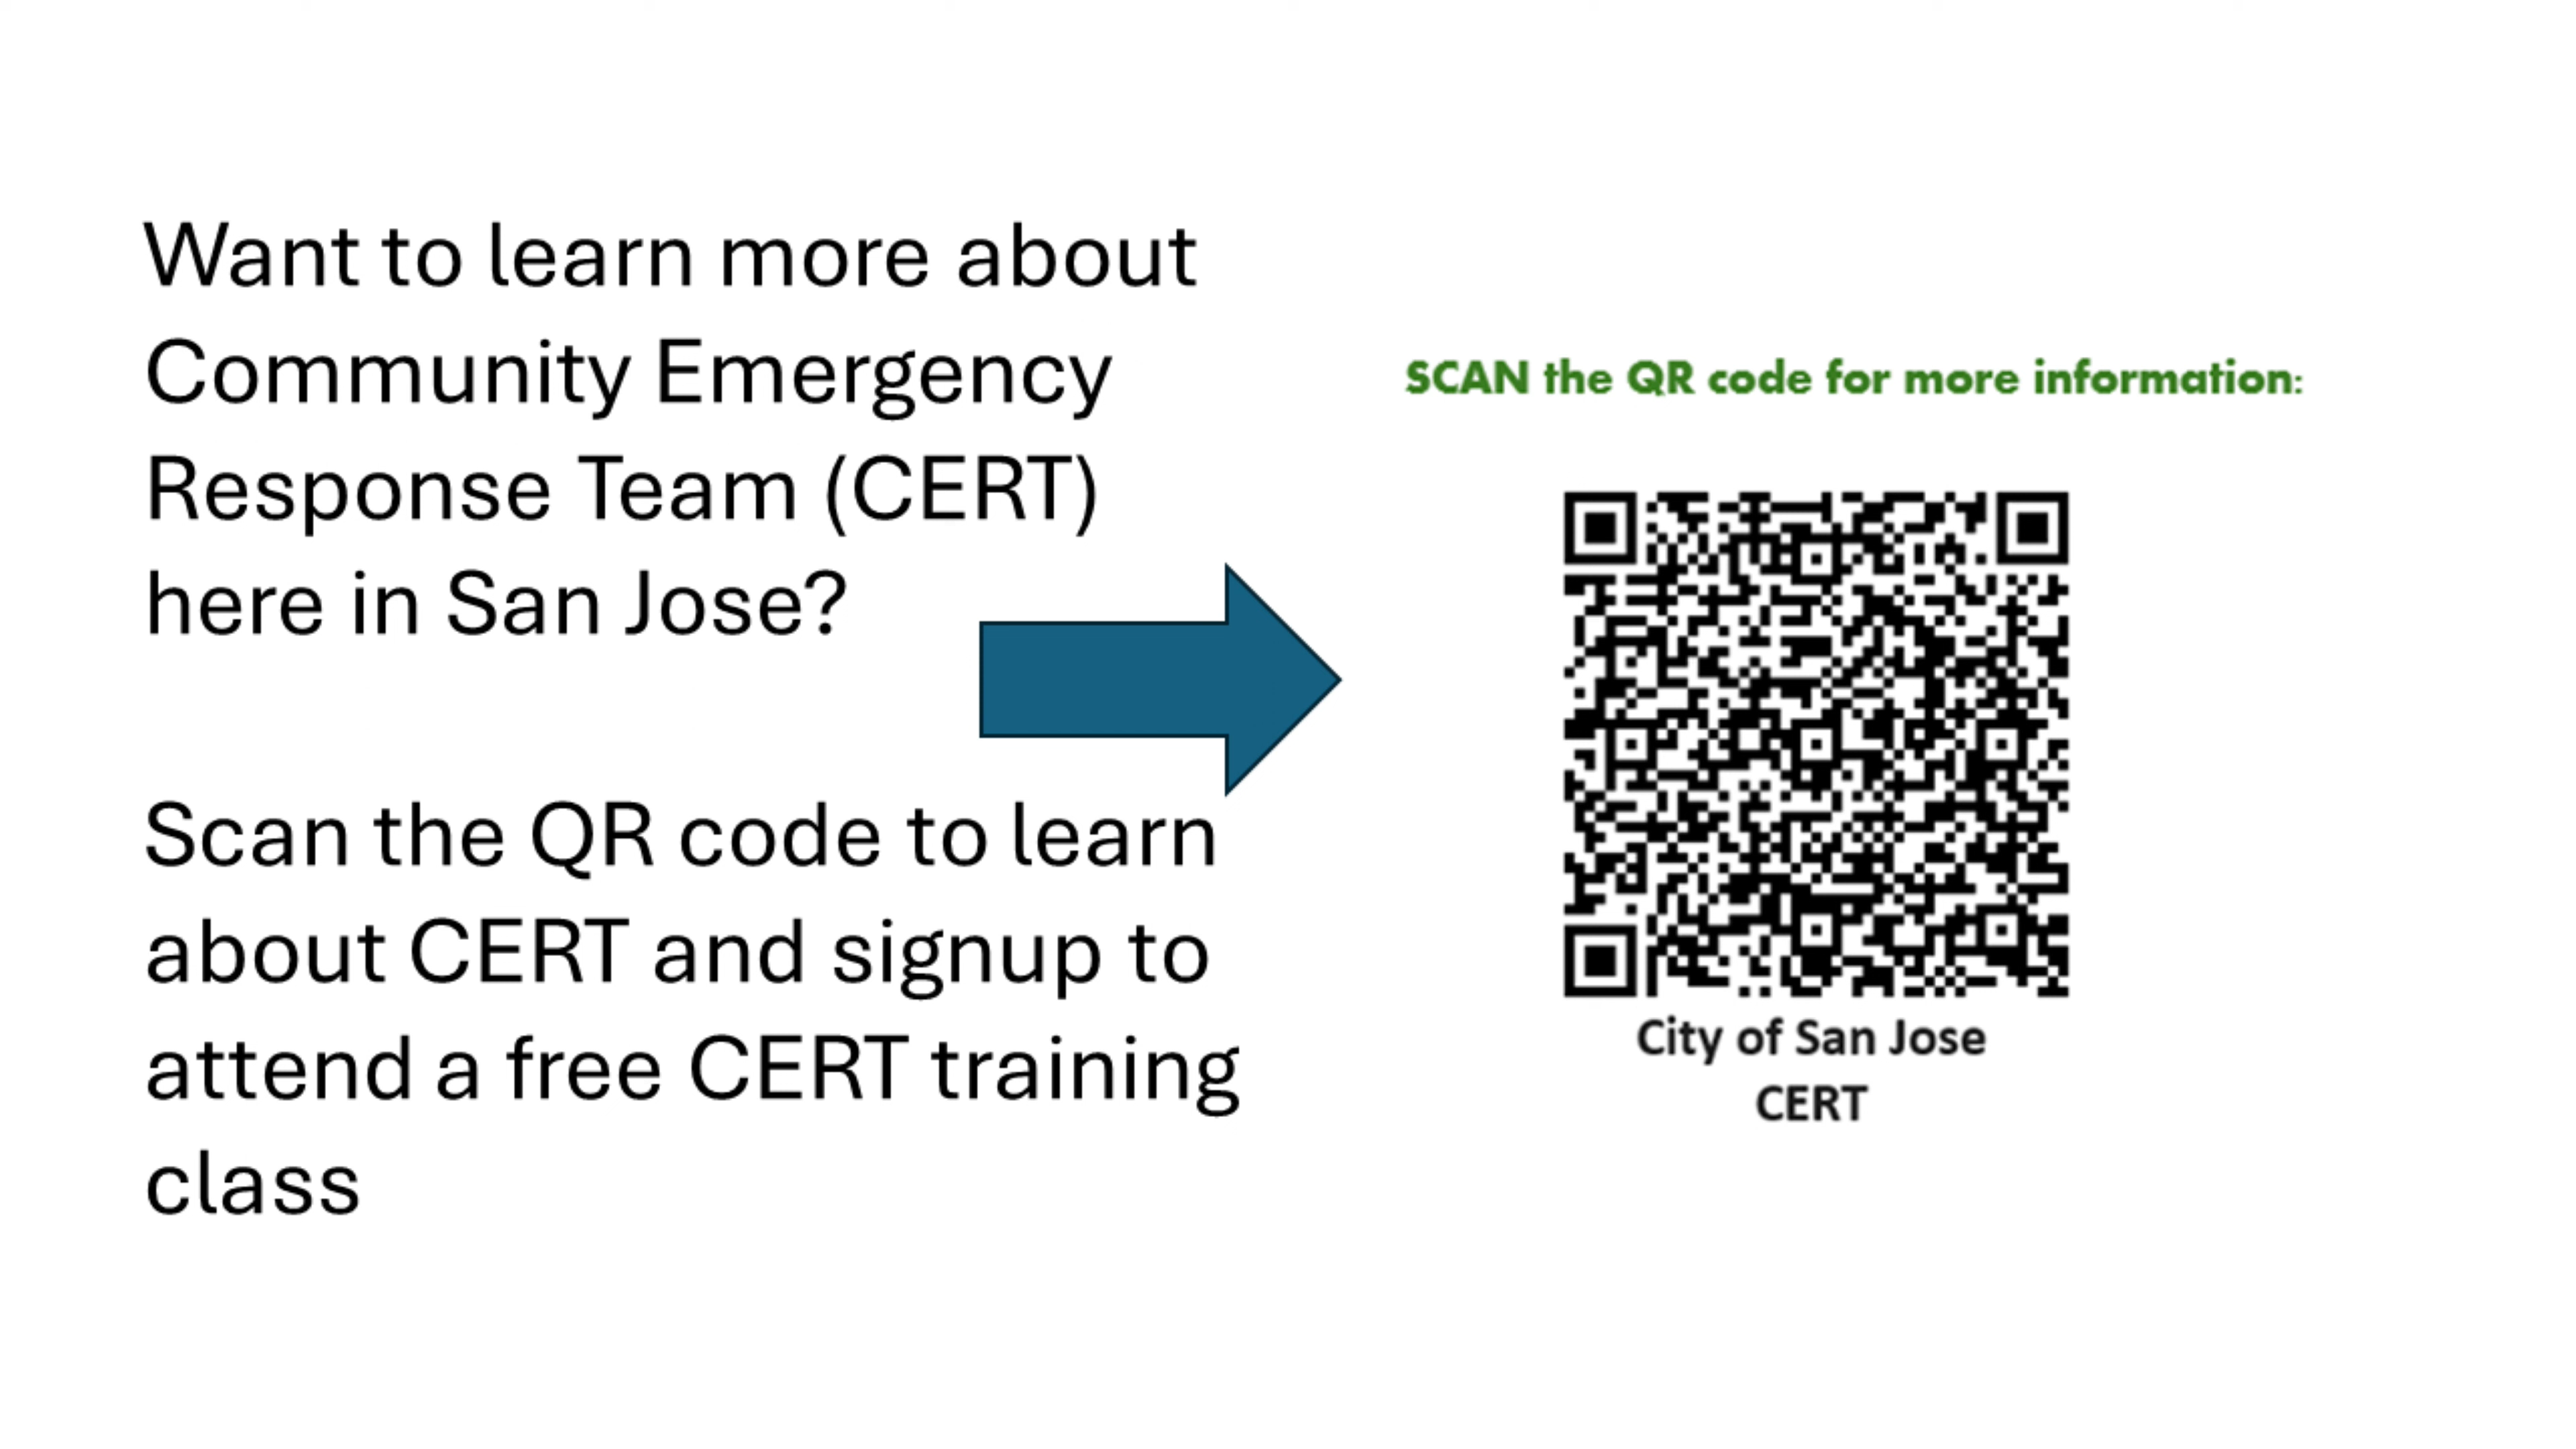 Want to learn more about
Community Emergency
Response Team (CERT)
here in San Jose?
Scan the QR code to learn
about CERT and signup to
attend a free CERT training
class
SCAN the QR code for more information:
City of San Jose
CERT